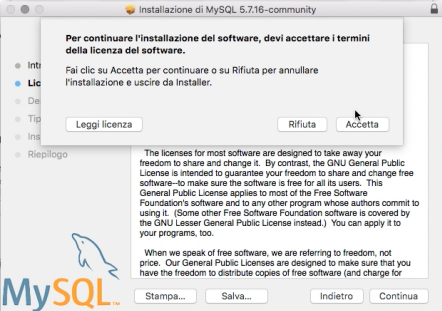 Installazione di MySQL 5.7.16-community
Per continuare l'installazione del software, devi accettare i termini
della licenza del software.
Fai clic su Accetta per continuare o su Rifiuta per annullare
l'installazione e uscire da Installer.
Leggi licenza
Rifiuta
Accetta
Int
Lic
De
Tip
Ins
Riepilogo
The licenses for most software are designed to take away your
freedom to share and change it. By contrast, the GNU General Public
License is intended to guarantee your freedom to share and change free
software--to make sure the software is free for all its users. This
General Public License applies to most of the Free Software
Foundation's software and to any other program whose authors commit to
using it. (Some other Free Software Foundation software is covered by
the GNU Lesser General Public License instead.) You can apply it to
your programs, too.
When we speak of free software, we are referring to freedom, not
price. Our General Public Licenses are designed to make sure that you
have the freedom to distribute copies of free software (and charge for
MySQL
TM
Stampa...
Salva...
Indietro
Continua